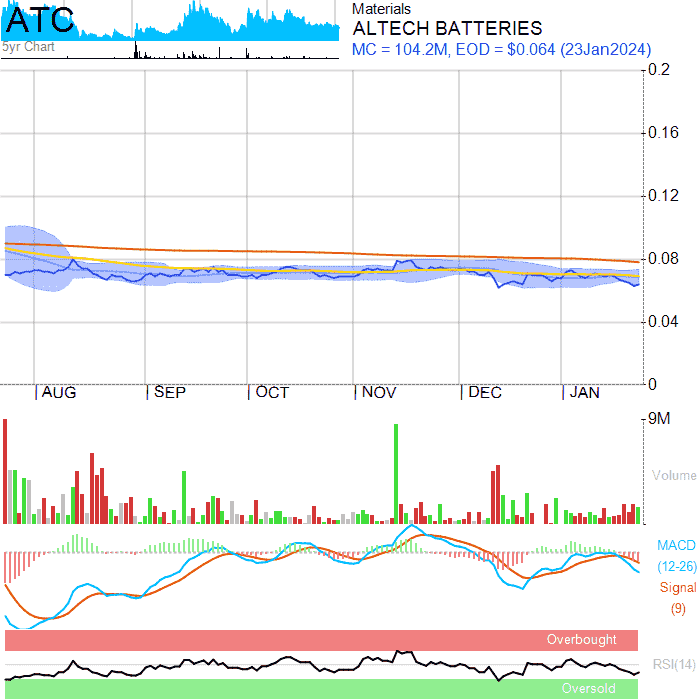 ATC
5yr Chart
Materials
ALTECH BATTERIES
MC = 104.2M, EOD = $0.064 (23Jan2024)
0.2
0.16
0.12
0.08
0.04
0
AUG SEP OCT NOV DEC JAN
9M
Volume
MACD
(12-26)
Signal
(9)
Overbought
RSI(14)
Oversold